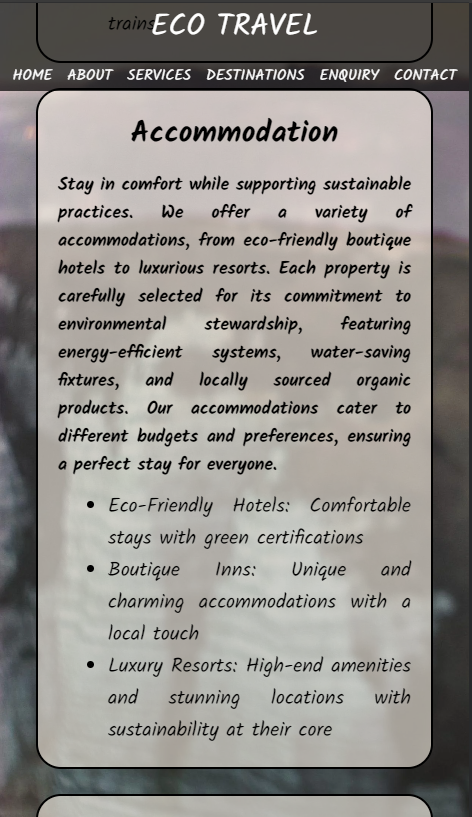 trains
ECO TRAVEL
HOME ABOUT SERVICES DESTINATIONS ENQUIRY CONTACT
Accommodation
Stay in comfort while supporting sustainable
practices. We offer a variety of
accommodations, from eco-friendly boutique
hotels to luxurious resorts. Each property is
carefully selected for its commitment to
environmental stewardship, featuring
energy-efficient systems, water-saving
fixtures, and locally sourced organic
products. Our accommodations cater to
different budgets and preferences, ensuring
a perfect stay for everyone.
• Eco-Friendly Hotels: Comfortable
stays with green certifications
• Boutique Inns: Unique and
charming accommodations with a
local touch
• Luxury Resorts: High-end amenities
and stunning locations with
sustainability at their core